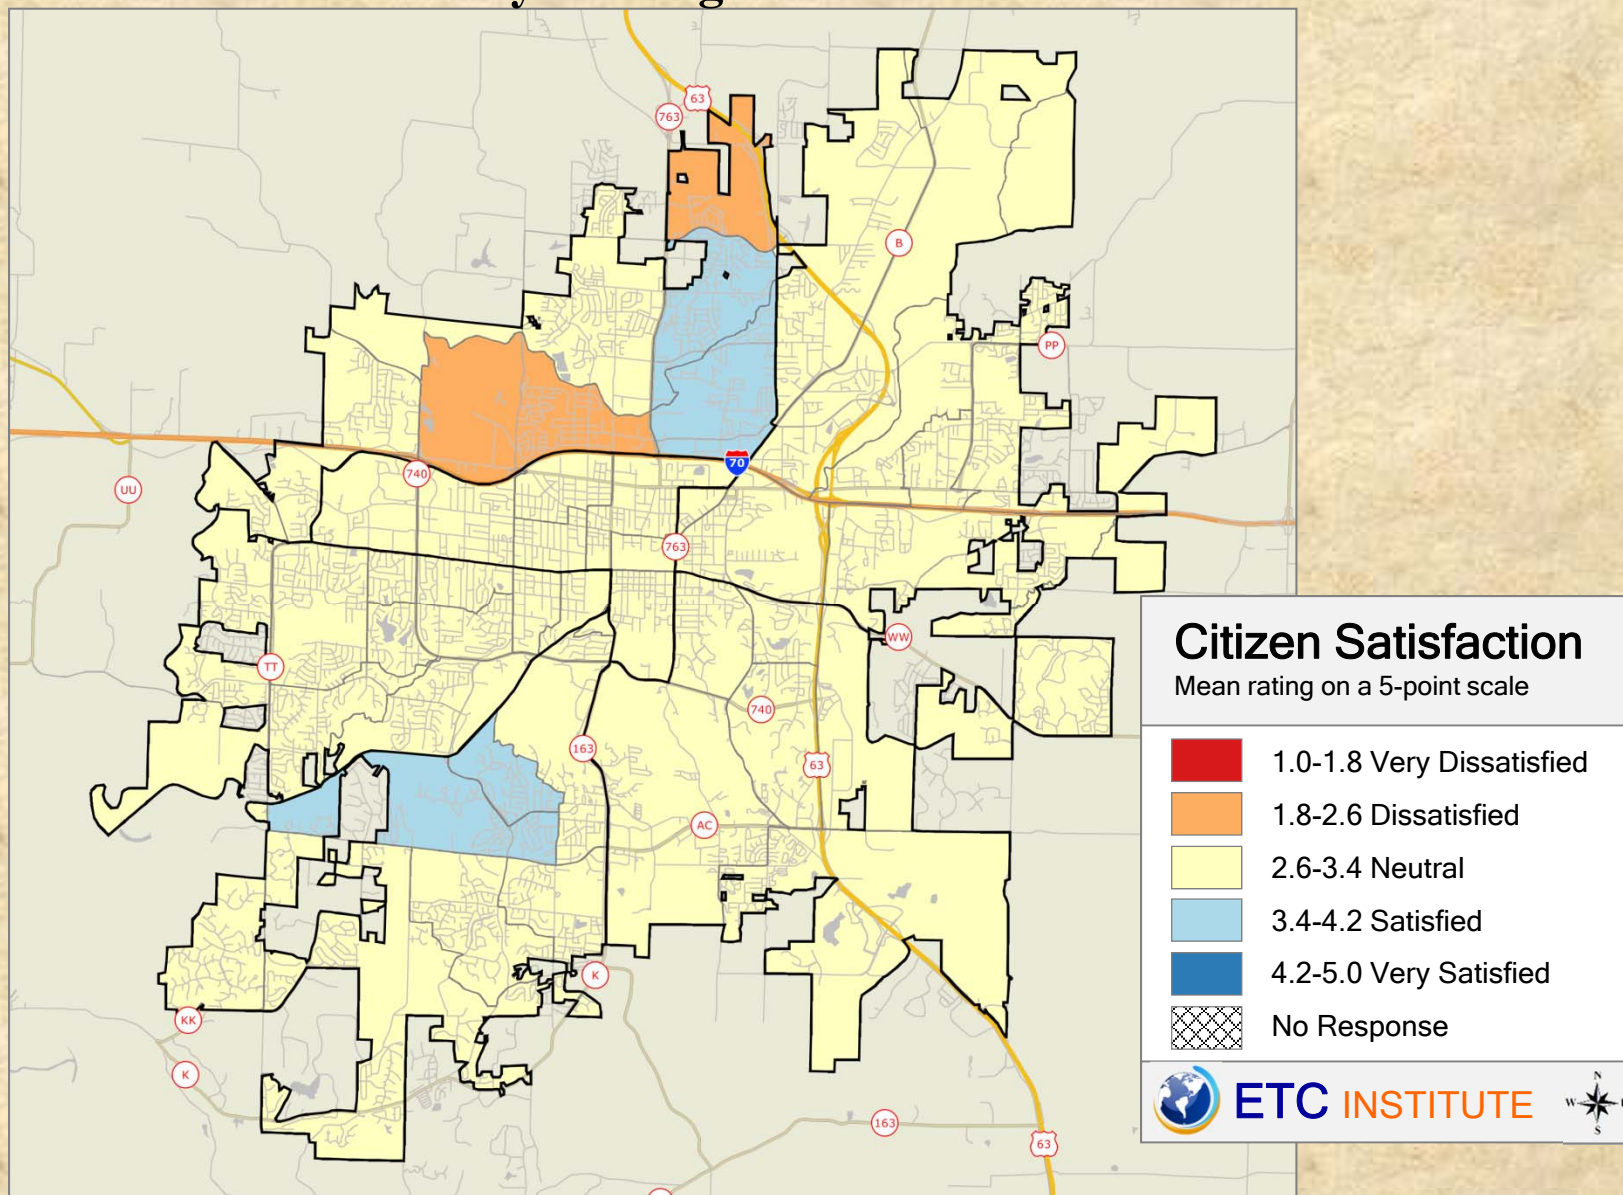 63
763
B
PP
70
740
UU
763
WW
TT
740
163
63
AC
K
KK
K
163
63
Citizen Satisfaction
Mean rating on a 5-point scale
1.0-1.8 Very Dissatisfied
1.8-2.6 Dissatisfied
2.6-3.4 Neutral
3.4-4.2 Satisfied
4.2-5.0 Very Satisfied
No Response
ETC INSTITUTE
N
W
S